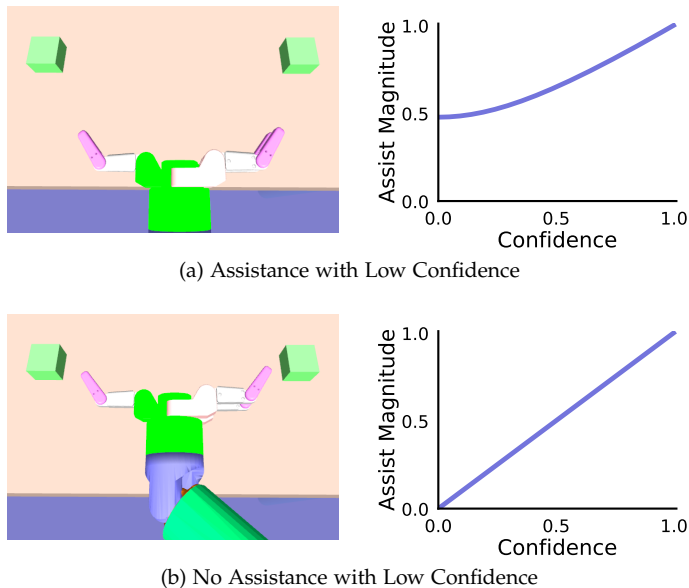 1.0
0.5
0.0
Assist Magnitude
0.0 0.5 1.0
Confidence
(a) Assistance with Low Confidence
1.0
0.5
0.0
Assist Magnitude
0.0 0.5 1.0
Confidence
(b) No Assistance with Low Confidence